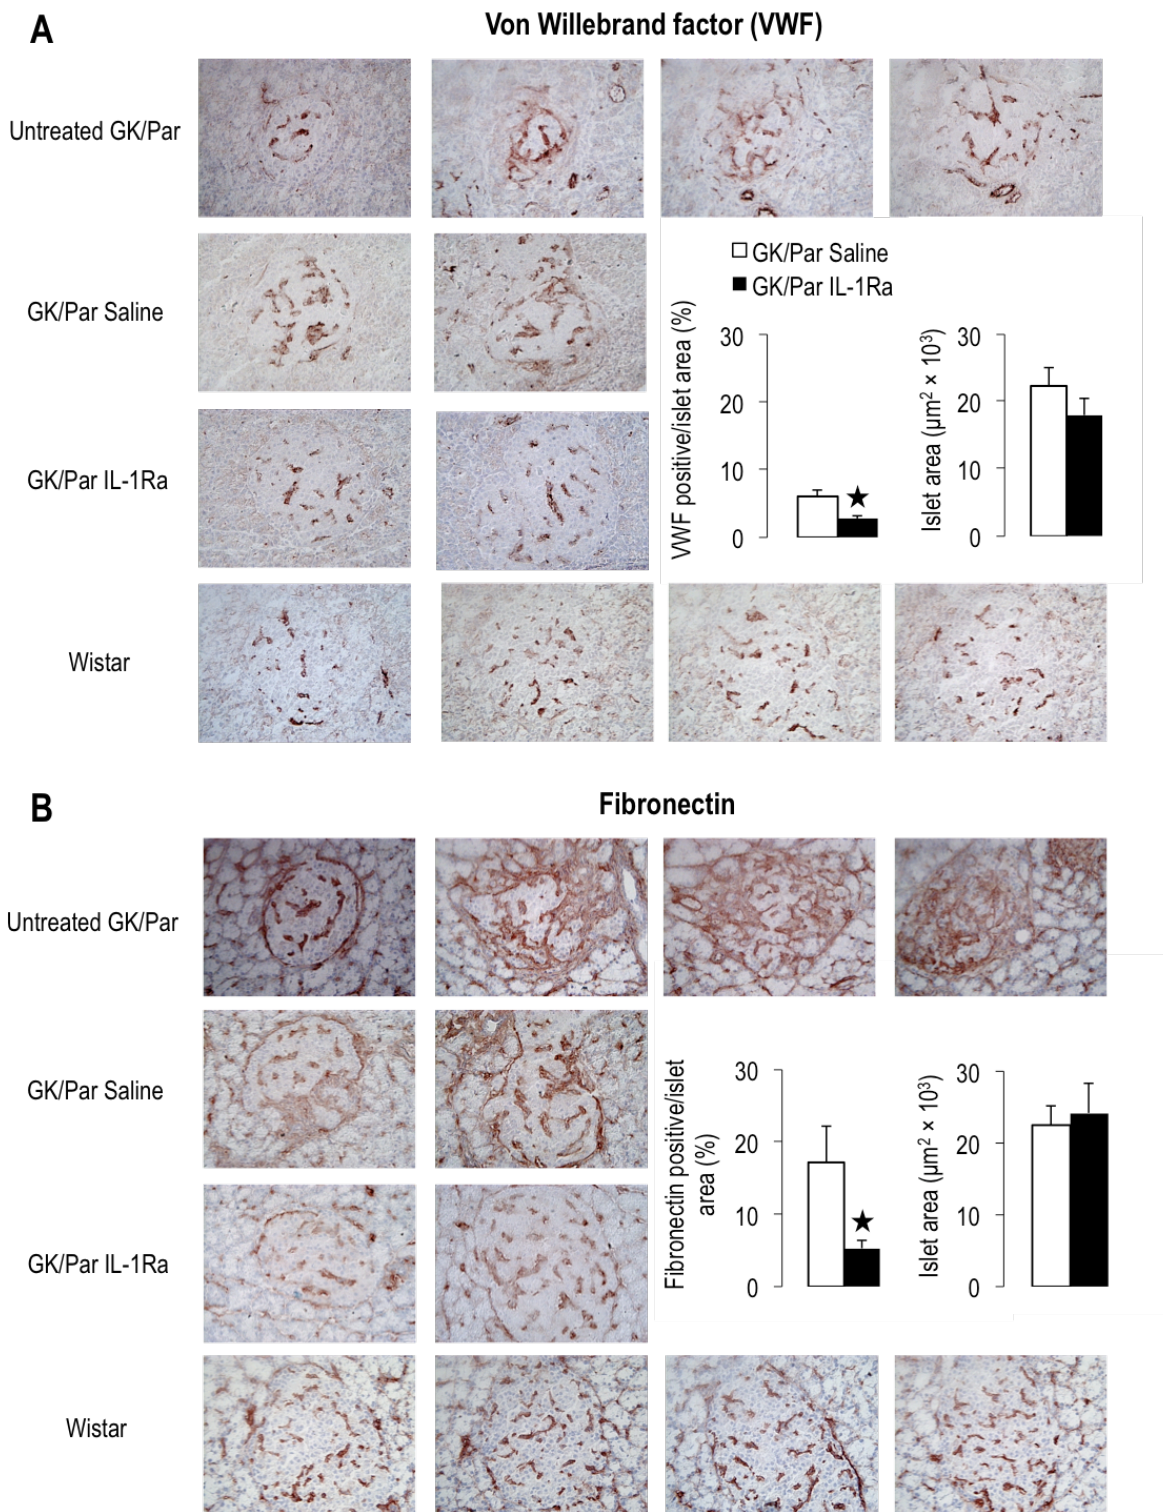 A
Von Willebrand factor (VWF)
Untreated GK/Par
GK/Par Saline
GK/Par IL-1Ra
Wistar
GK/Par Saline
GK/Par IL-1Ra
VWF positive/islet area (%)
30
20
10
0
Islet area (µm² × 10³)
30
20
10
0
B
Fibronectin
Untreated GK/Par
GK/Par Saline
GK/Par IL-1Ra
Wistar
Fibronectin positive/islet
area (%)
30
20
10
0
Islet area (µm² × 10³)
30
20
10
0